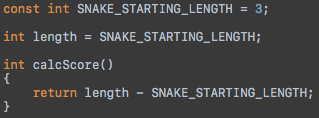 const int SNAKE_STARTING_LENGTH = 3;
int length = SNAKE_STARTING_LENGTH;
int calcScore()
{
    return length - SNAKE_STARTING_LENGTH;
}